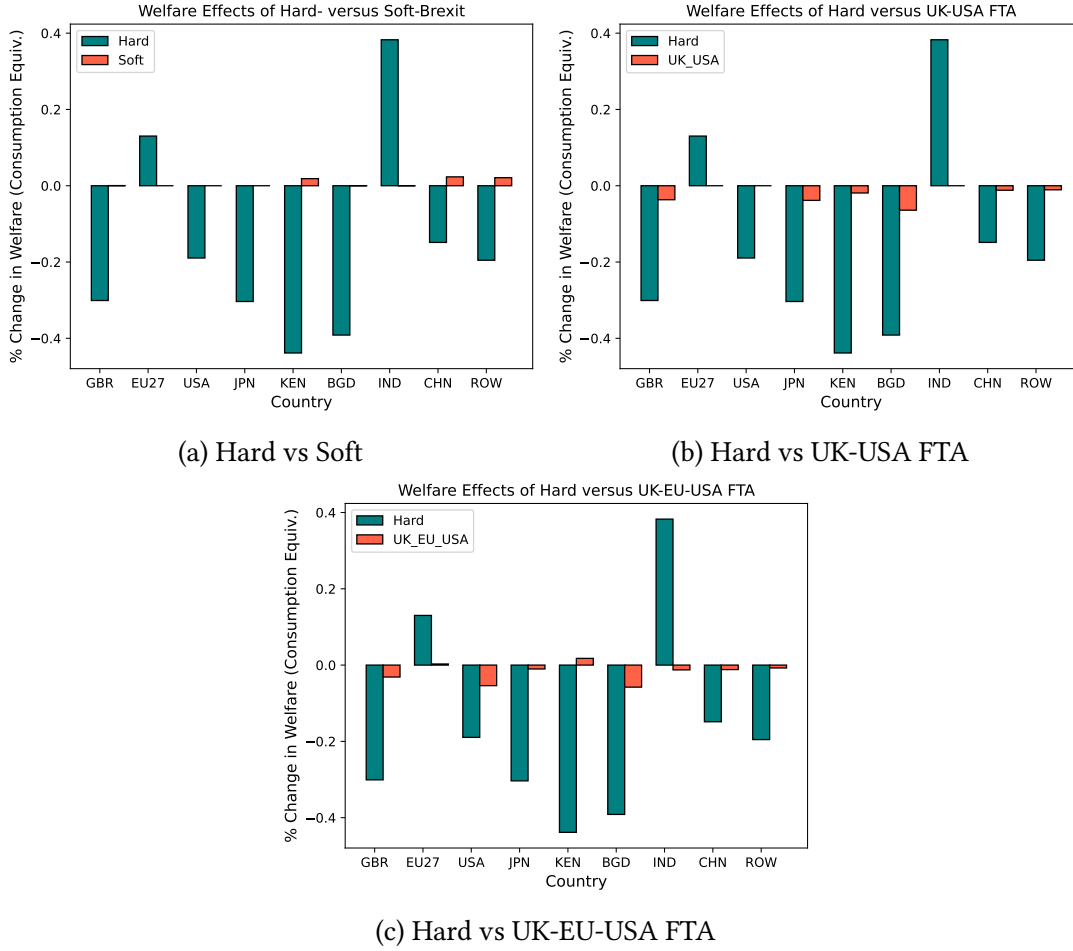 Welfare Effects of Hard- versus Soft-Brexit
Hard
Soft
% Change in Welfare (Consumption Equiv.)
0.4
0.2
0.0
−0.2
−0.4
GBR EU27 USA JPN KEN BGD IND CHN ROW
Country
(a) Hard vs Soft
Welfare Effects of Hard versus UK-USA FTA
Hard
UK_USA
% Change in Welfare (Consumption Equiv.)
0.4
0.2
0.0
−0.2
−0.4
GBR EU27 USA JPN KEN BGD IND CHN ROW
Country
(b) Hard vs UK-USA FTA
Welfare Effects of Hard versus UK-EU-USA FTA
Hard
UK_EU_USA
% Change in Welfare (Consumption Equiv.)
0.4
0.2
0.0
−0.2
−0.4
GBR EU27 USA JPN KEN BGD IND CHN ROW
Country
(c) Hard vs UK-EU-USA FTA